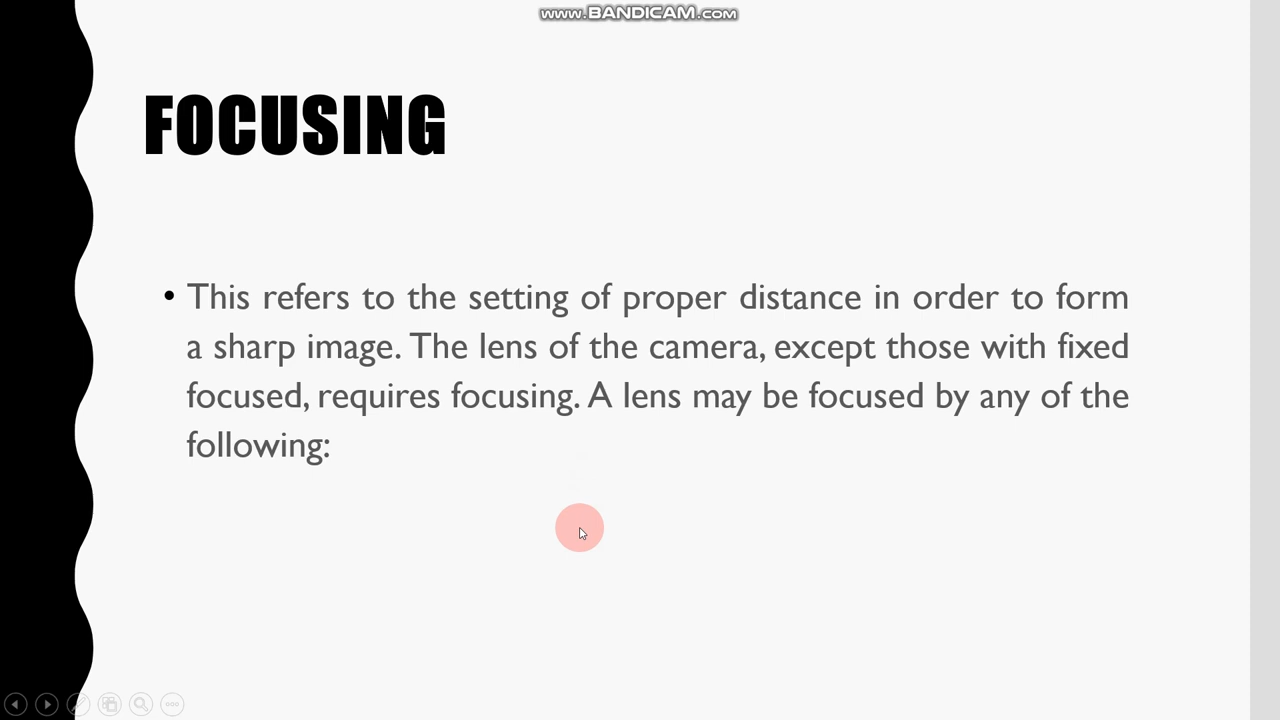 www.BANDICAM.com
FOCUSING
• This refers to the setting of proper distance in order to form
a sharp image. The lens of the camera, except those with fixed
focused, requires focusing. A lens may be focused by any of the
following: